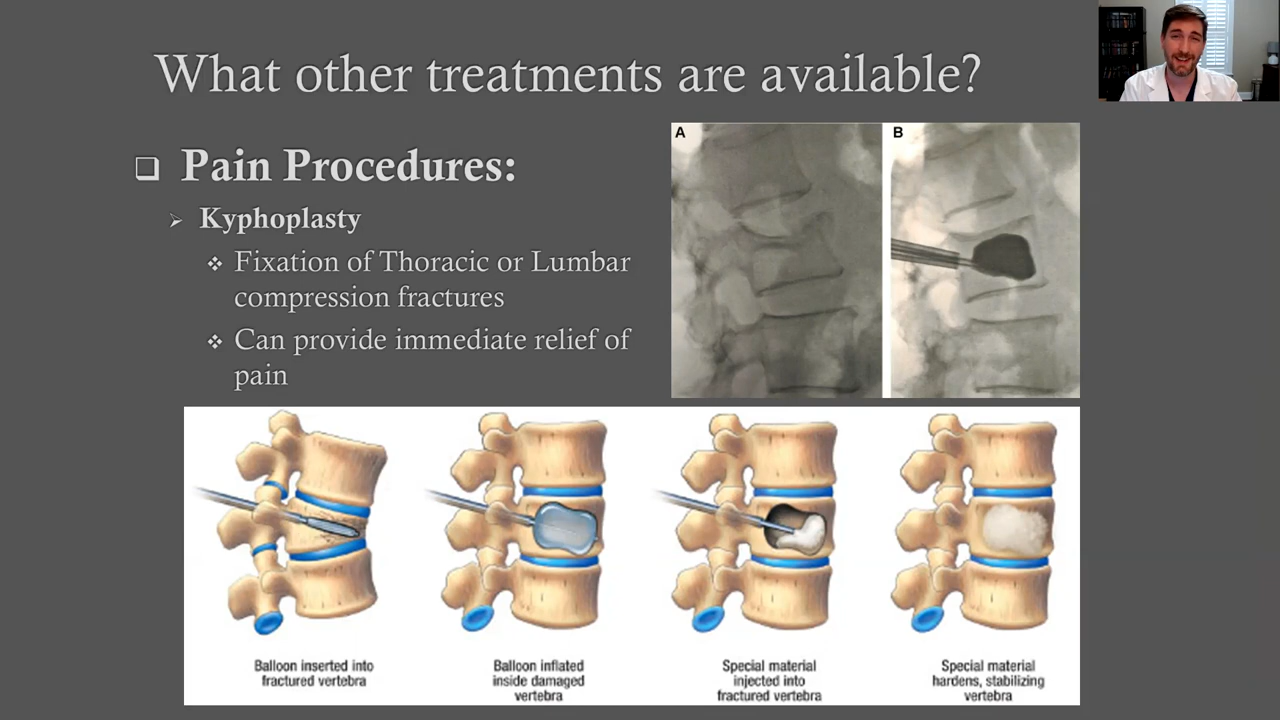 What other treatments are available?
Pain Procedures:
Kyphoplasty
Fixation of Thoracic or Lumbar
compression fractures
Can provide immediate relief of
pain
A
B
Balloon inserted into
fractured vertebra
Balloon inflated
inside damaged
vertebra
Special material
injected into
fractured vertebra
Special material
hardens, stabilizing
vertebra